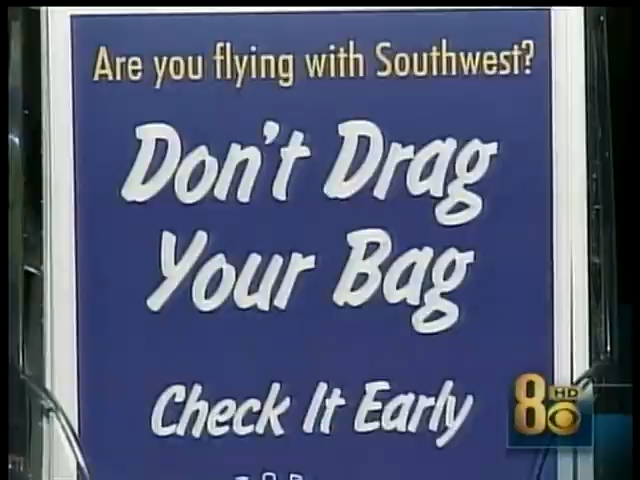 Are you flying with Southwest?
Don't Drag
Your Bag
Check It Early
8 HD